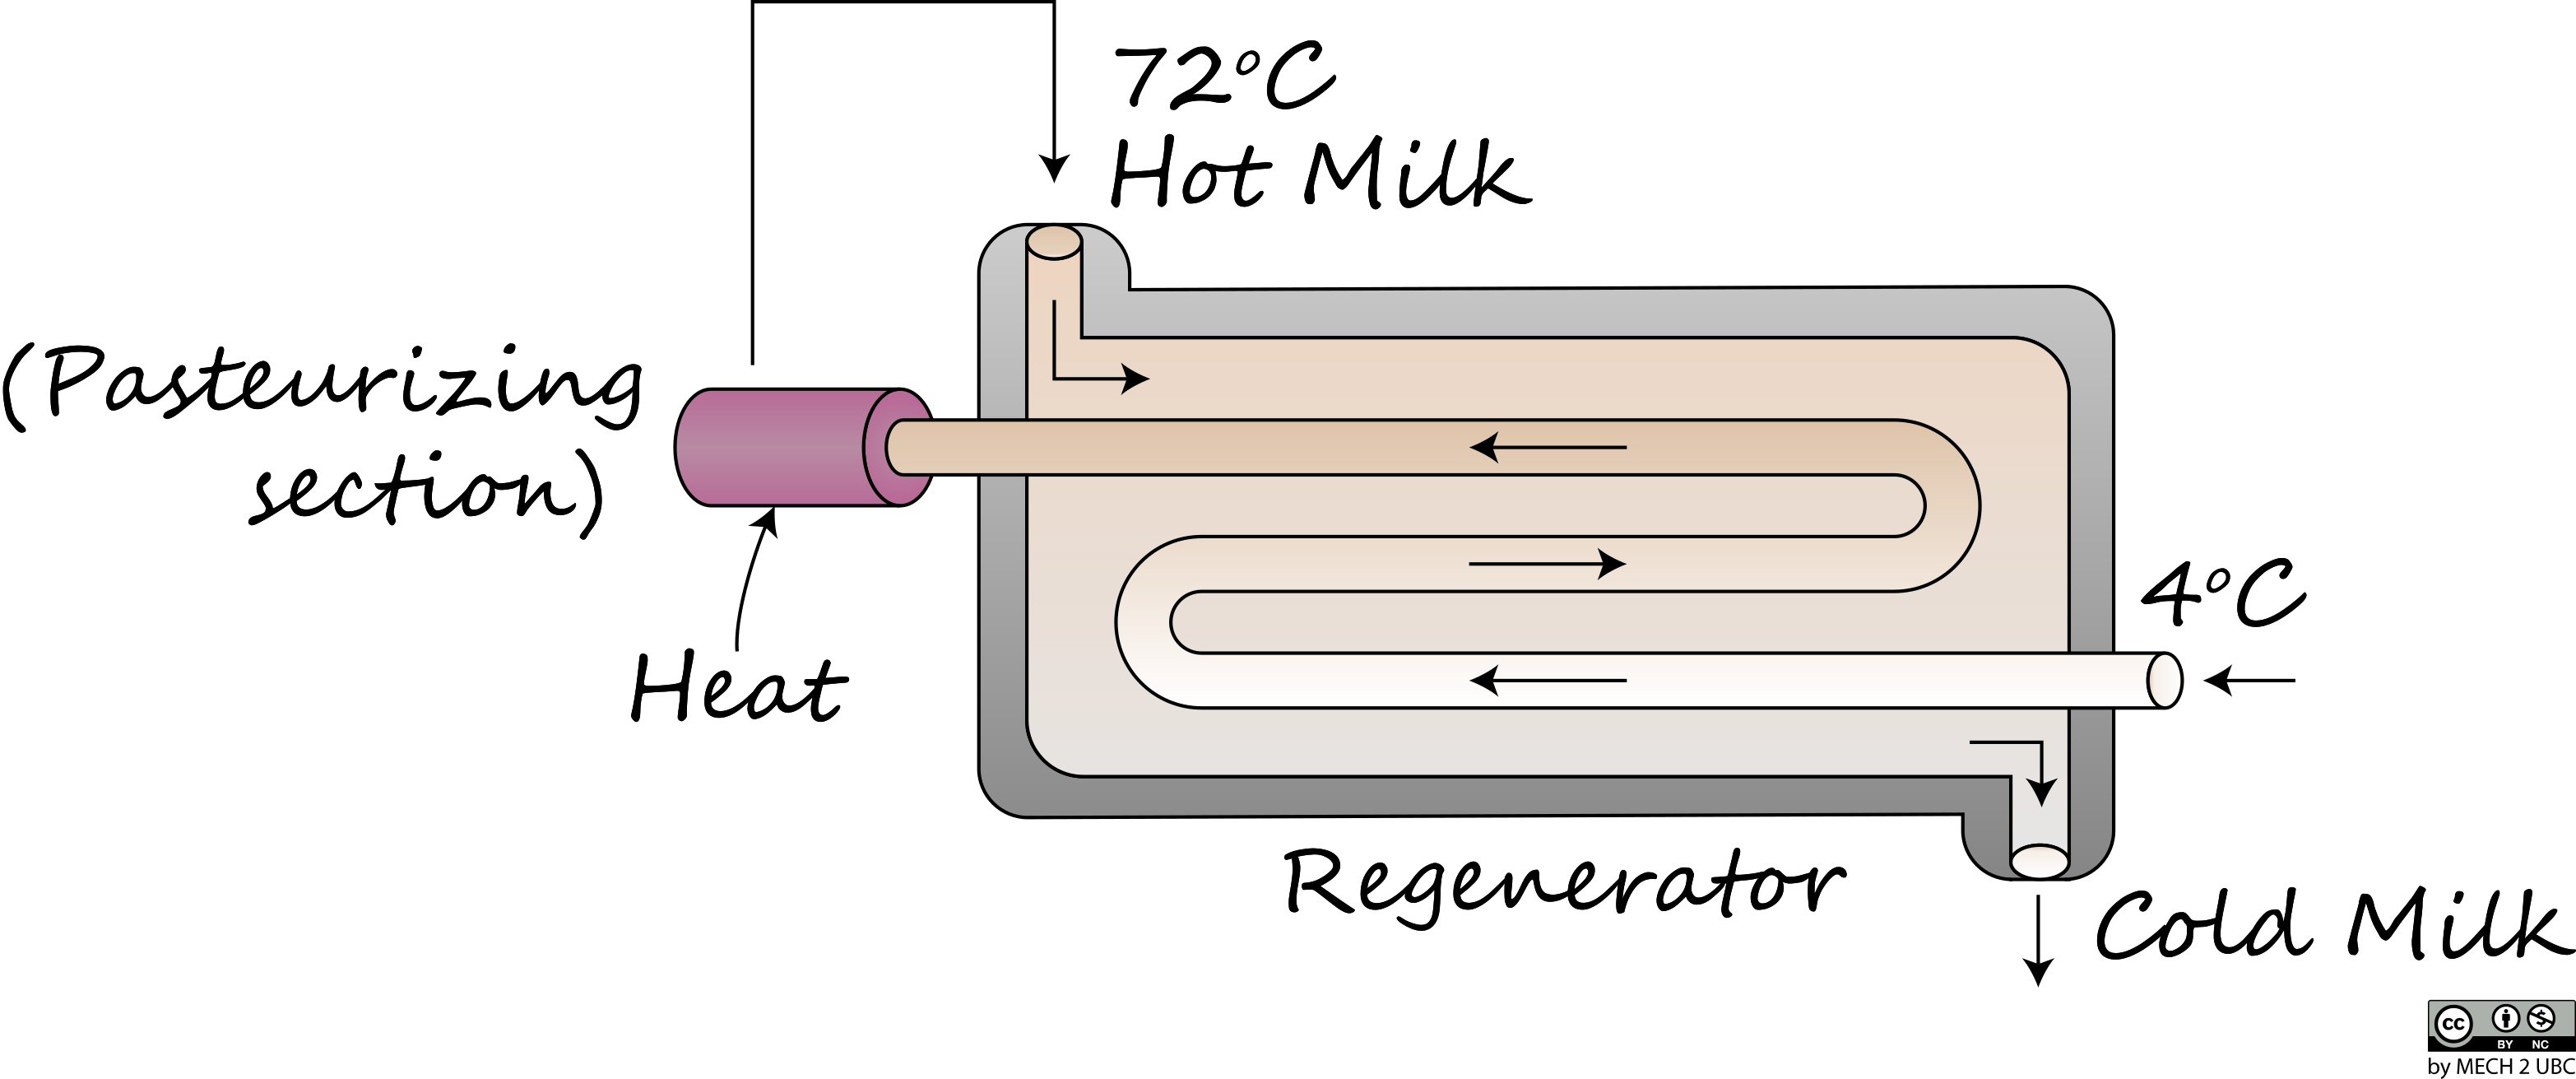 72°C
Hot Milk
(Pasteurizing
section)
Heat
4°C
Regenerator
Cold Milk
cc
BY NC
by MECH 2 UBC